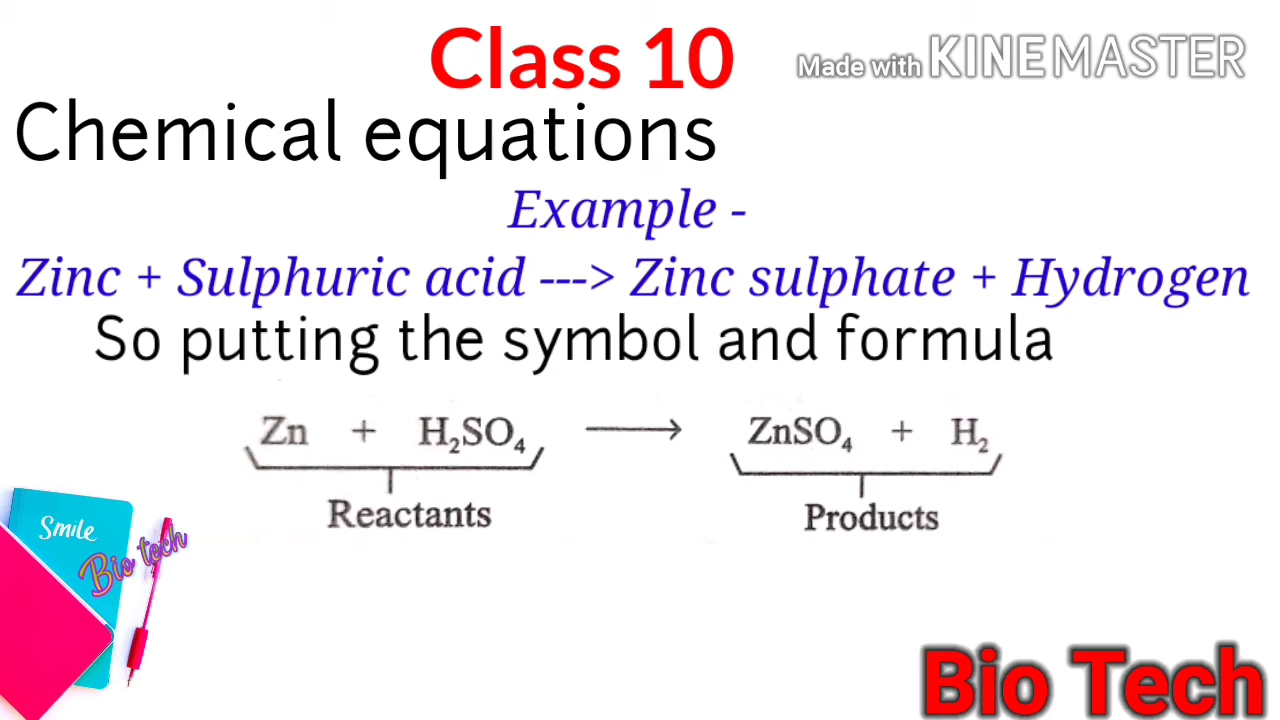 Class 10
Made with KINEMASTER
Chemical equations
Example -
Zinc + Sulphuric acid ---> Zinc sulphate + Hydrogen
So putting the symbol and formula
Zn + H₂SO₄ ⟶ ZnSO₄ + H₂
Reactants Products
Smile
Bio tech
Bio Tech